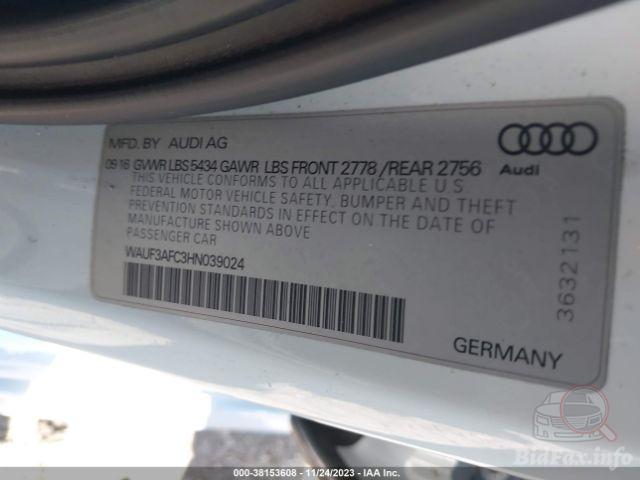 MFD. BY AUDI AG
09 16 GVWR LBS 5434 GAWR LBS FRONT 2778 / REAR 2756
THIS VEHICLE CONFORMS TO ALL APPLICABLE U.S.
FEDERAL MOTOR VEHICLE SAFETY, BUMPER AND THEFT
PREVENTION STANDARDS IN EFFECT ON THE DATE OF
MANUFACTURE SHOWN ABOVE.
PASSENGER CAR
WAUF3AFC3HN039024
Audi
3632131
GERMANY
BidFax.info
000-38153608 - 11/24/2023 - IAA Inc.